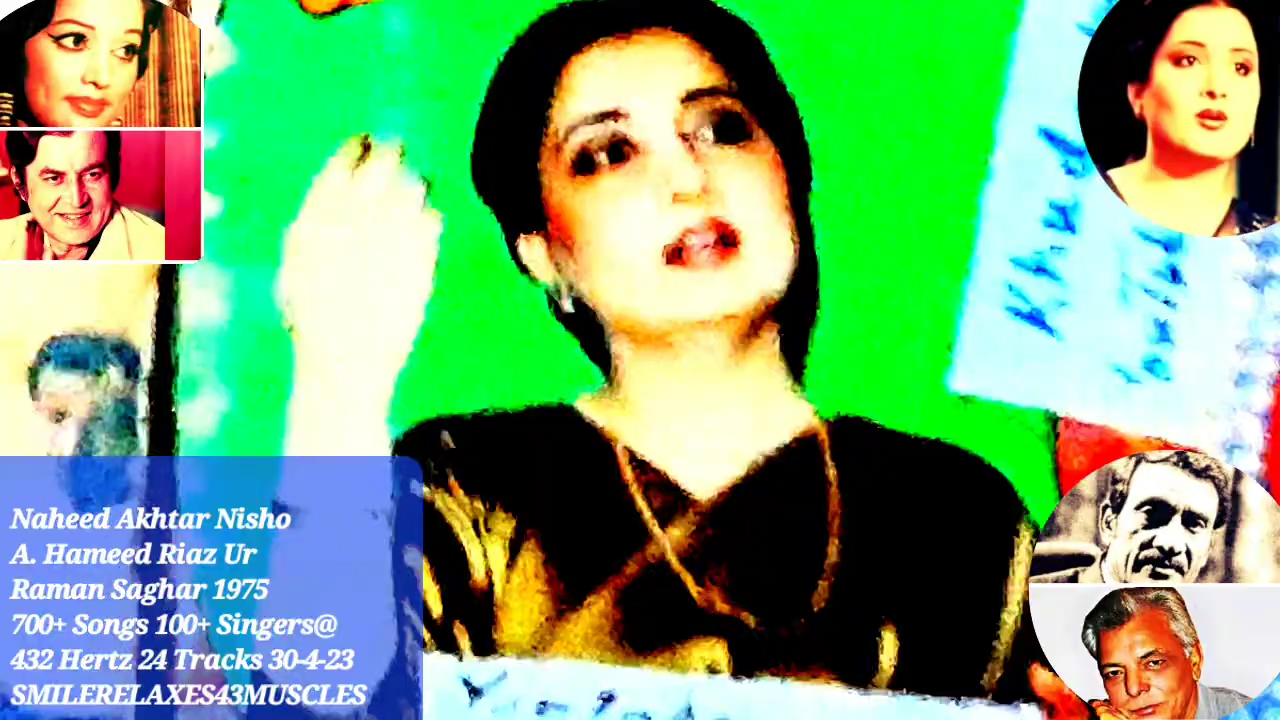 Naheed Akhtar Nisho
A. Hameed Riaz Ur
Raman Saghar 1975
700+ Songs 100+ Singers@
432 Hertz 24 Tracks 30-4-23
SMILERELAXES43MUSCLES